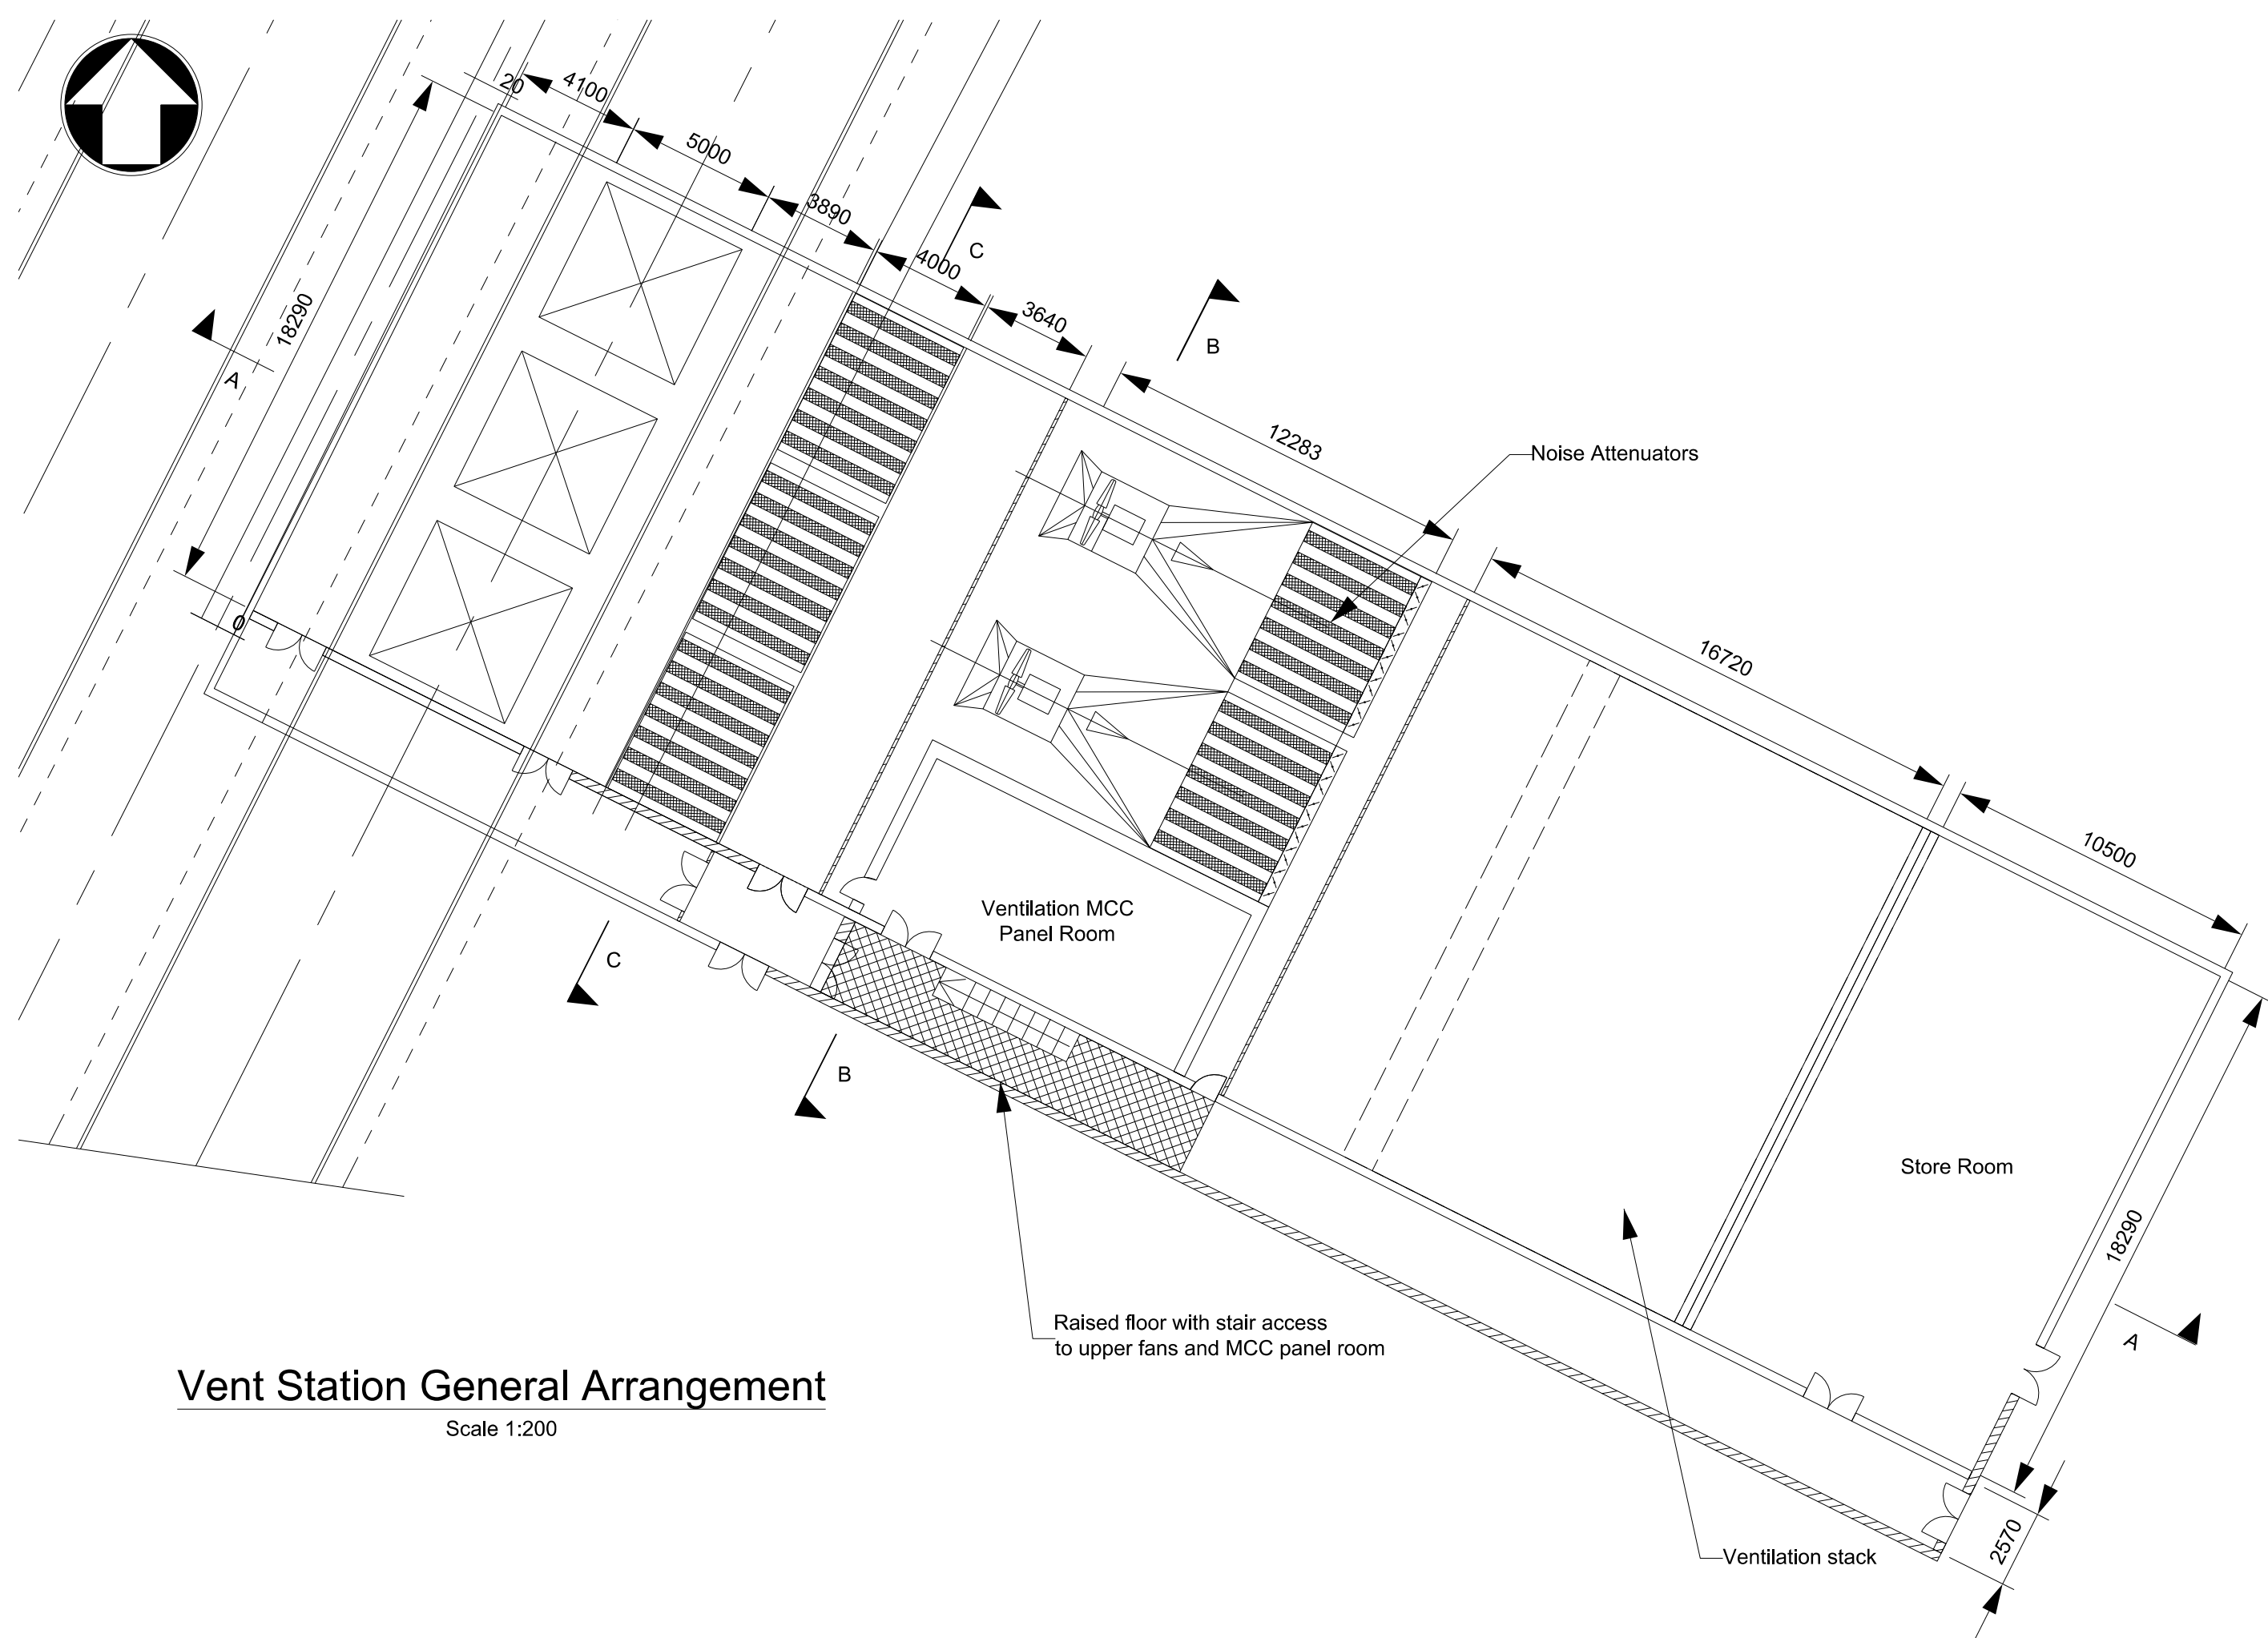 20
4100
5000
3890
C
4000
3640
B
18290
A
12283
Noise Attenuators
0
16720
10500
Ventilation MCC
Panel Room
C
B
Store Room
18290
A
Raised floor with stair access
to upper fans and MCC panel room
Vent Station General Arrangement
Scale 1:200
2570
Ventilation stack